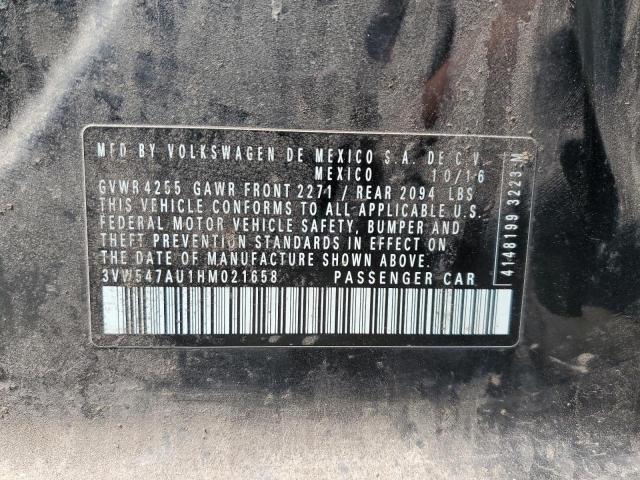 MFD BY VOLKSWAGEN DE MEXICO S.A. DE C.V.
MEXICO 10/16
GVWR 4255 GAWR FRONT 2271 / REAR 2094 LBS
THIS VEHICLE CONFORMS TO ALL APPLICABLE U.S.
FEDERAL MOTOR VEHICLE SAFETY, BUMPER AND
THEFT PREVENTION STANDARDS IN EFFECT ON
THE DATE OF MANUFACTURE SHOWN ABOVE.
3VW547AU1HM021658 PASSENGER CAR
4148199 3223 M